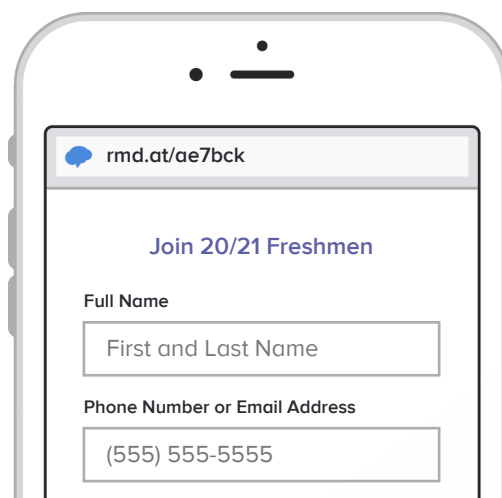 rmd.at/ae7bck
Join 20/21 Freshmen
Full Name
First and Last Name
Phone Number or Email Address
(555) 555-5555